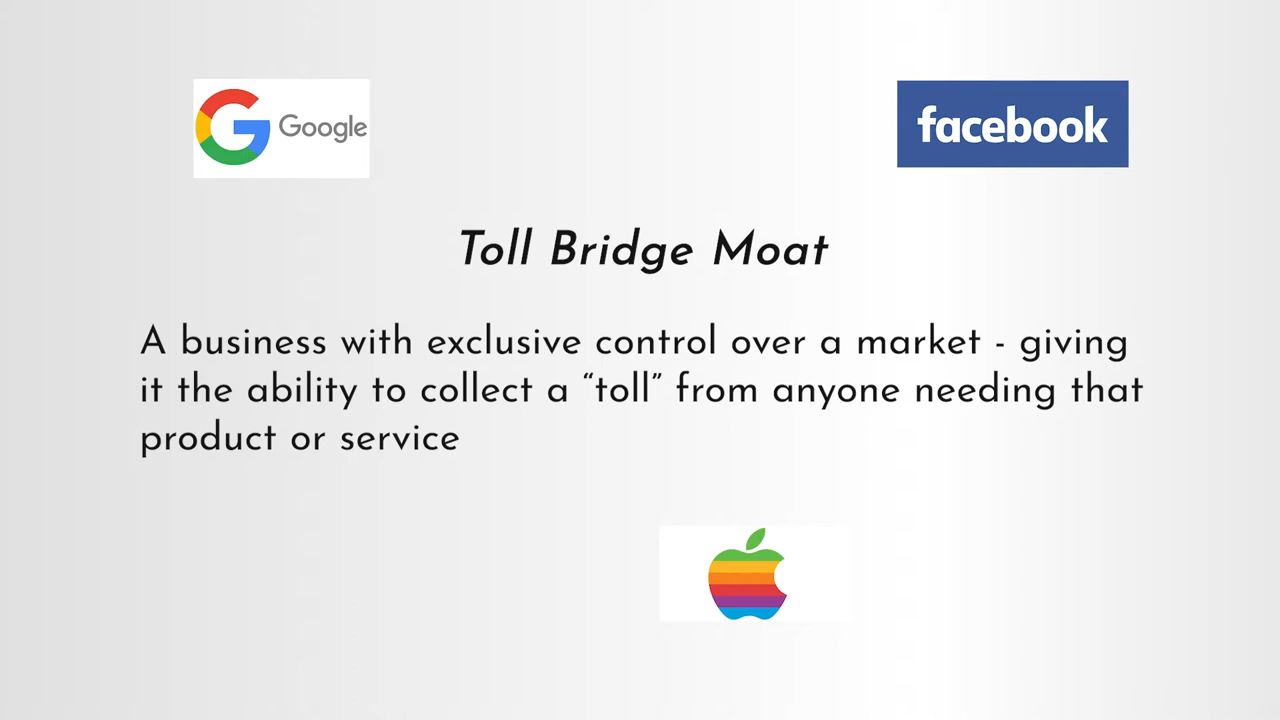 Google
facebook
Toll Bridge Moat
A business with exclusive control over a market - giving
it the ability to collect a “toll” from anyone needing that
product or service